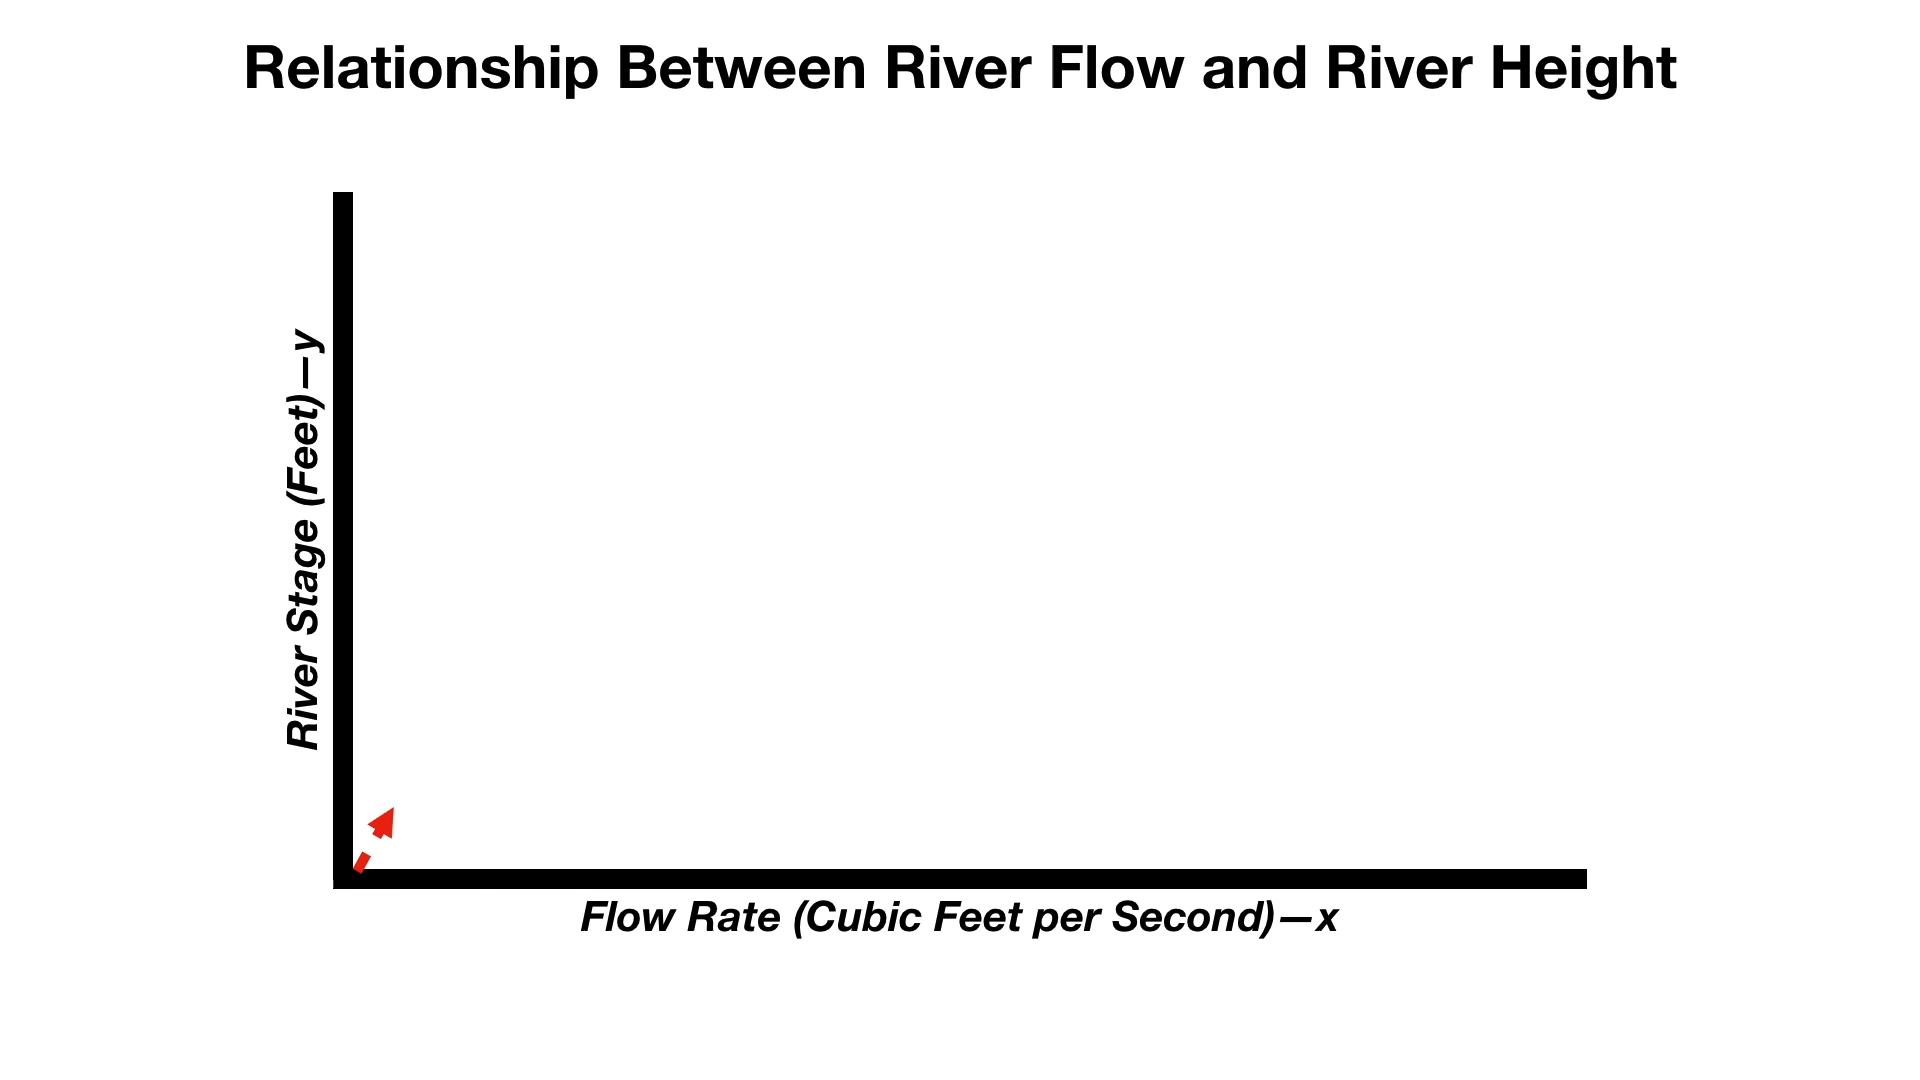 Relationship Between River Flow and River Height
River Stage (Feet)—y
Flow Rate (Cubic Feet per Second)—x